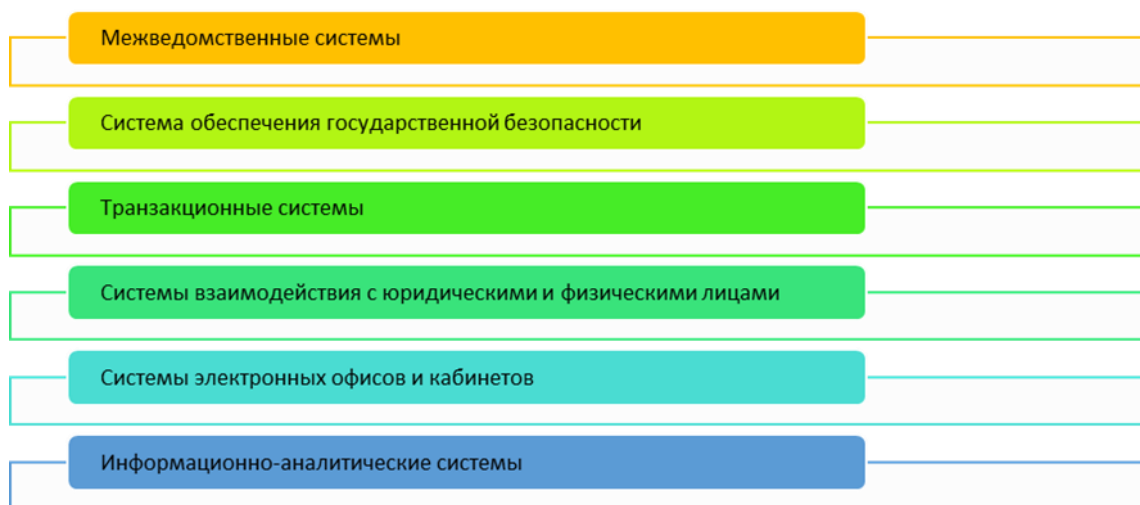 Межведомственные системы
Система обеспечения государственной безопасности
Транзакционные системы
Системы взаимодействия с юридическими и физическими лицами
Системы электронных офисов и кабинетов
Информационно-аналитические системы